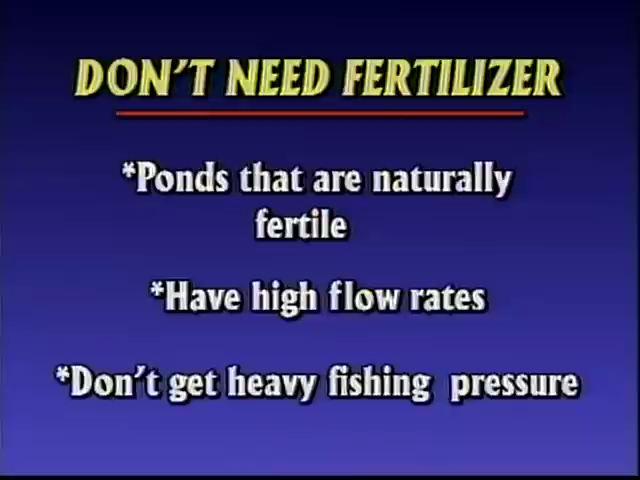 DON'T NEED FERTILIZER
*Ponds that are naturally
fertile
*Have high flow rates
*Don't get heavy fishing pressure